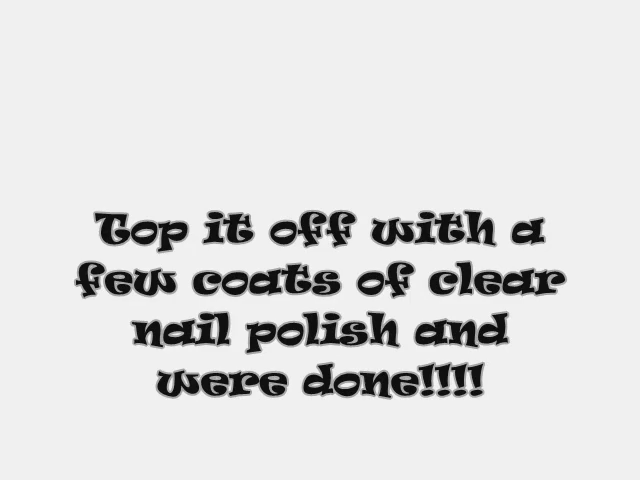 Top it off with a
few coats of clear
nail polish and
were done!!!!